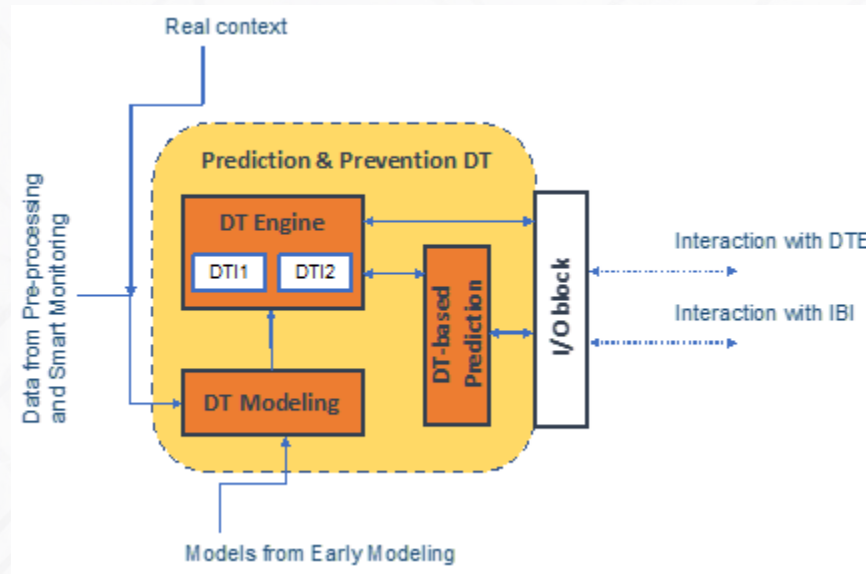 Real context
Prediction & Prevention DT
DT Engine
DTI1
DTI2
Data from Pre-processing
and Smart Monitoring
DT-based
Prediction
I/O block
Interaction with DTE
Interaction with IBI
DT Modeling
Models from Early Modeling